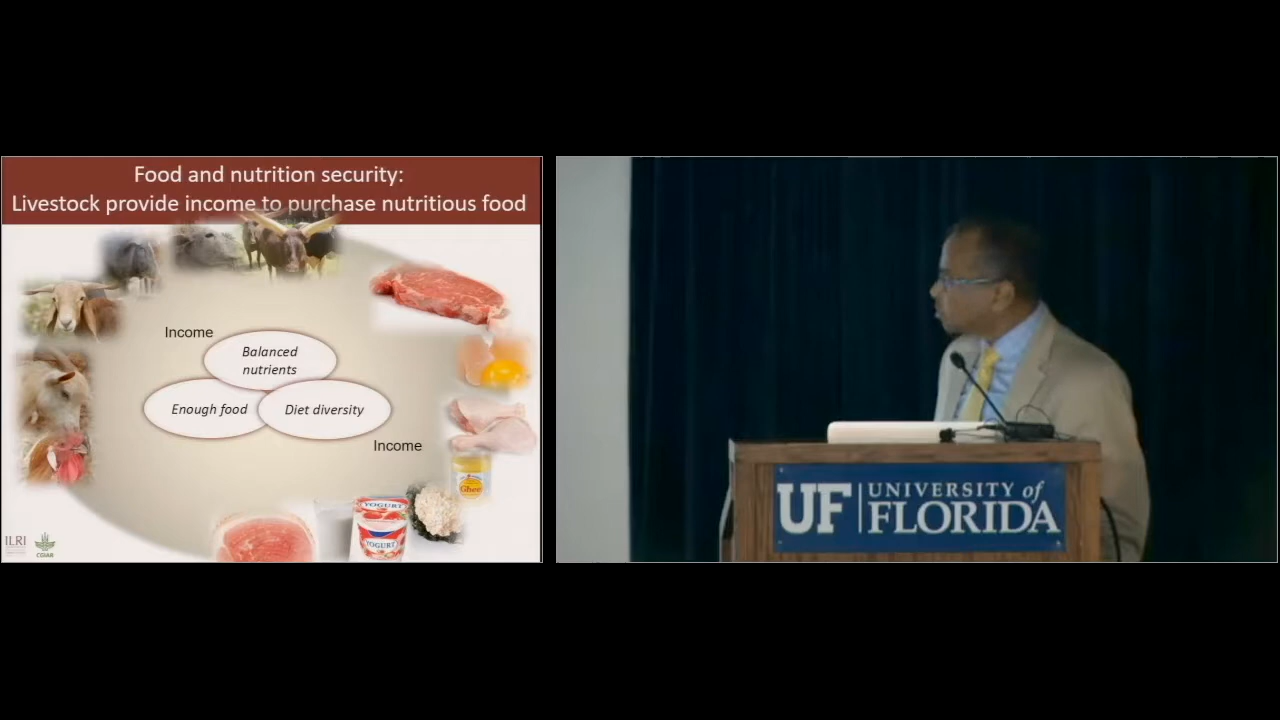 Food and nutrition security:
Livestock provide income to purchase nutritious food
Income
Balanced
nutrients
Enough food
Diet diversity
Income
Ghee
YOGURT
YOGURT
ILRI
CGIAR
UF UNIVERSITY of
FLORIDA